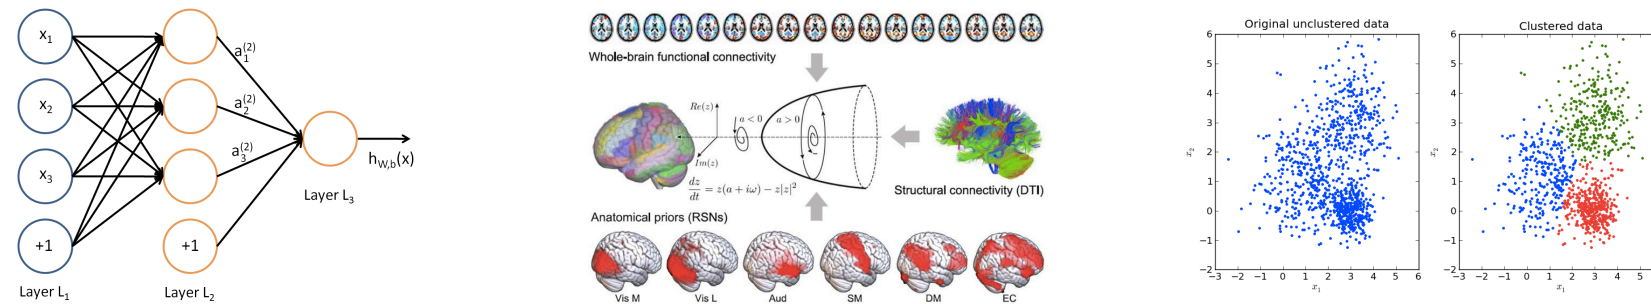 x1
x2
x3
+1
+1
a1(2)
a2(2)
a3(2)
hW,b(x)
Layer L1
Layer L2
Layer L3
Whole-brain functional connectivity
Re(z)
Im(z)
a < 0
a > 0
dz/dt = z(a + iω) − z|z|²
Structural connectivity (DTI)
Anatomical priors (RSNs)
Vis M
Vis L
Aud
SM
DM
EC
Original unclustered data
6
5
4
3
2
1
0
−1
−2
x2
−3 −2 −1 0 1 2 3 4 5 6
x1
Clustered data
6
5
4
3
2
1
0
−1
−2
x2
−3 −2 −1 0 1 2 3 4 5
x1